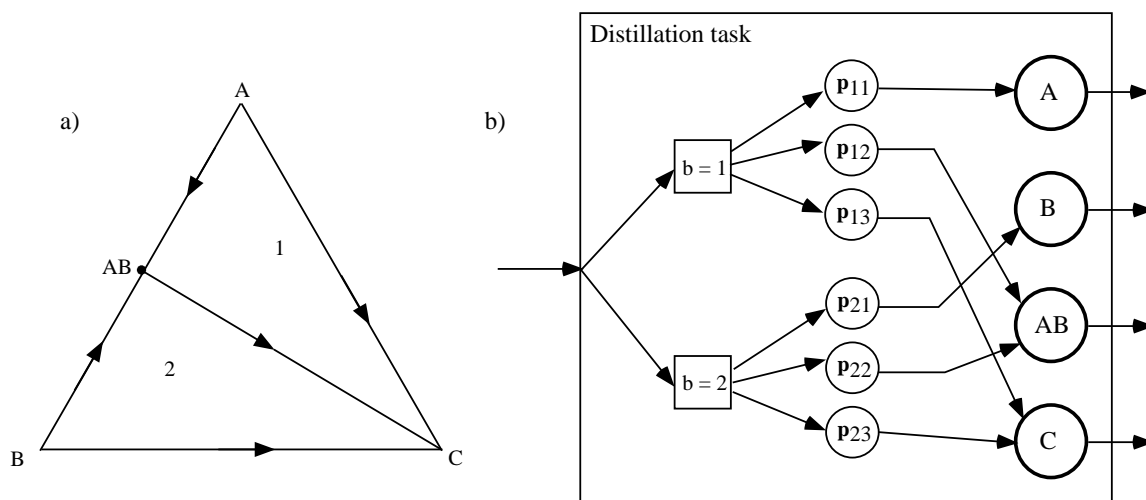 a)
A
AB
1
2
B
C
b)
Distillation task
b = 1
b = 2
p11
p12
p13
p21
p22
p23
A
B
AB
C